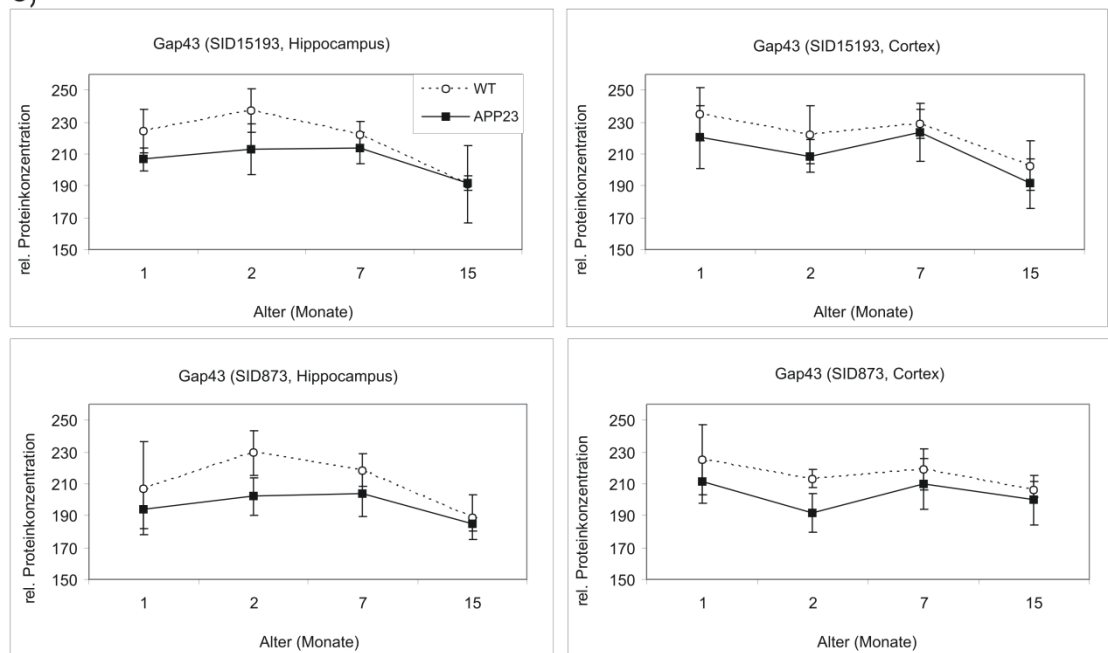 Gap43 (SID15193, Hippocampus)
rel. Proteinkonzentration
250
230
210
190
170
150
WT
APP23
1 2 7 15
Alter (Monate)
Gap43 (SID15193, Cortex)
rel. Proteinkonzentration
250
230
210
190
170
150
1 2 7 15
Alter (Monate)
Gap43 (SID873, Hippocampus)
rel. Proteinkonzentration
250
230
210
190
170
150
1 2 7 15
Alter (Monate)
Gap43 (SID873, Cortex)
rel. Proteinkonzentration
250
230
210
190
170
150
1 2 7 15
Alter (Monate)